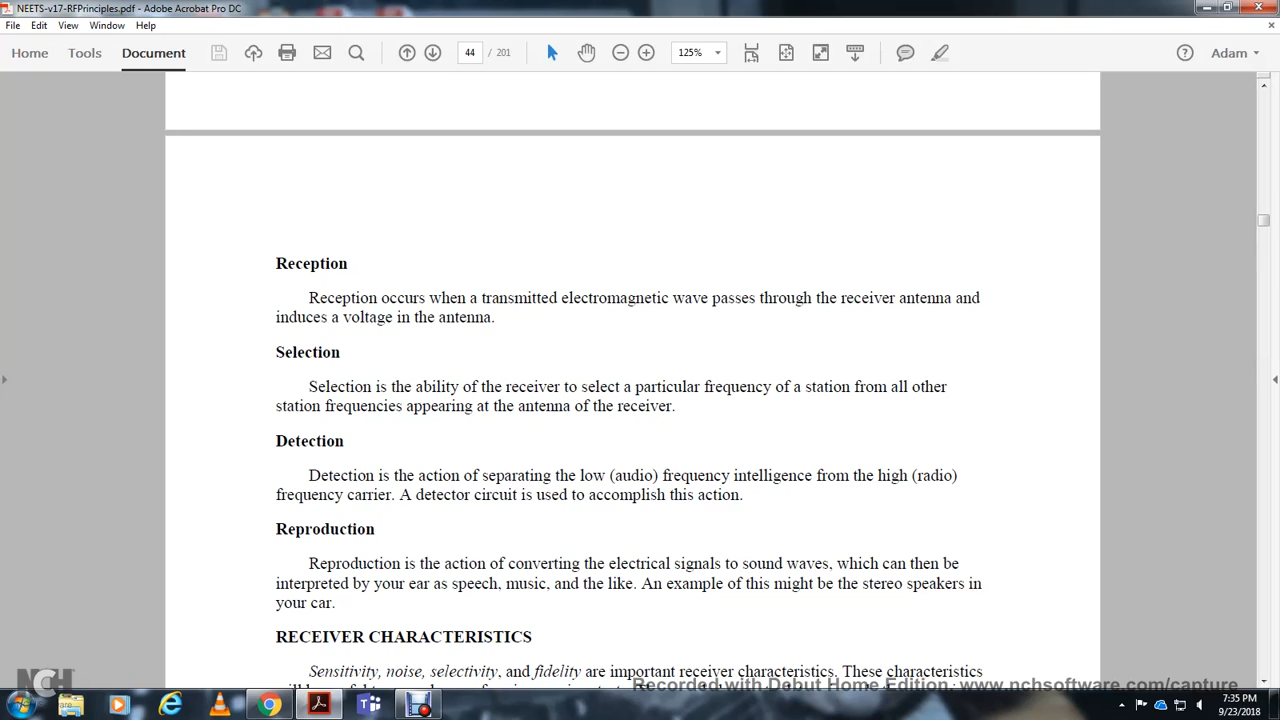 NEETS-v17-RFPrinciples.pdf - Adobe Acrobat Pro DC
File Edit View Window Help
Home Tools Document 44 / 201 125% Adam
Reception
Reception occurs when a transmitted electromagnetic wave passes through the receiver antenna and
induces a voltage in the antenna.
Selection
Selection is the ability of the receiver to select a particular frequency of a station from all other
station frequencies appearing at the antenna of the receiver.
Detection
Detection is the action of separating the low (audio) frequency intelligence from the high (radio)
frequency carrier. A detector circuit is used to accomplish this action.
Reproduction
Reproduction is the action of converting the electrical signals to sound waves, which can then be
interpreted by your ear as speech, music, and the like. An example of this might be the stereo speakers in
your car.
RECEIVER CHARACTERISTICS
Sensitivity, noise, selectivity, and fidelity are important receiver characteristics. These characteristics
NCH
Recorded with Debut Home Edition: www.nchsoftware.com/capture
7:35 PM
9/23/2018